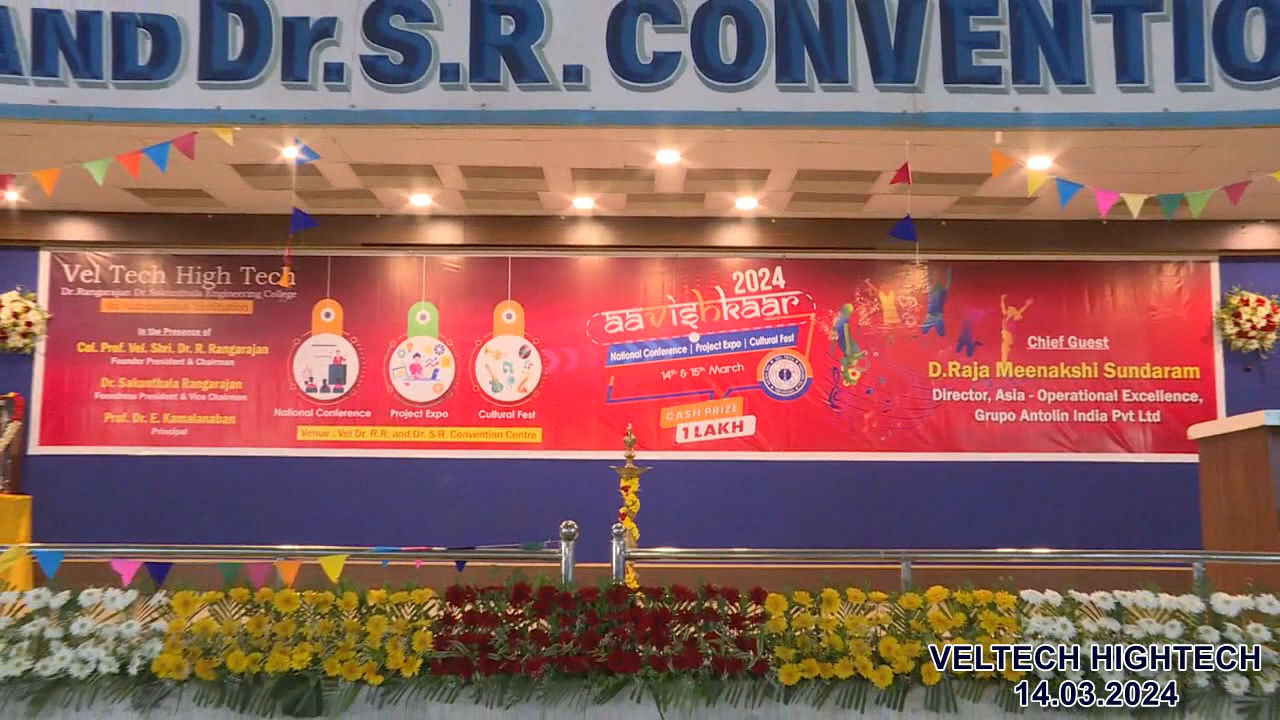 AND Dr.S.R. CONVENTIO
Vel Tech High Tech
Dr.Rangarajan Dr.Sakunthala Engineering College
In the Presence of
Col. Prof. Vel. Shri. Dr. R. Rangarajan
Founder President & Chairman
Dr. Sakunthala Rangarajan
Foundress President & Vice Chairman
Prof. Dr. E. Kamalanaban
Principal
National Conference
Project Expo
Cultural Fest
Venue : Vel Dr. R.R. and Dr. S.R. Convention Centre
2024
aavishkaar
National Conference | Project Expo | Cultural Fest
14th & 15th March
CASH PRIZE
1 LAKH
Chief Guest
D.Raja Meenakshi Sundaram
Director, Asia - Operational Excellence,
Grupo Antolin India Pvt Ltd
VELTECH HIGHTECH
14.03.2024